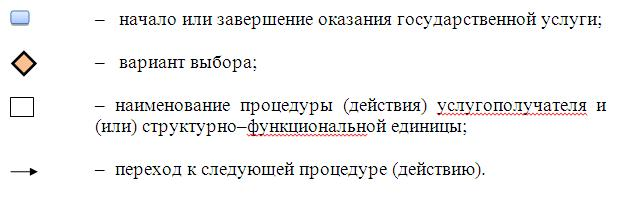 – начало или завершение оказания государственной услуги;
– вариант выбора;
– наименование процедуры (действия) услугополучателя и
(или) структурно–функциональной единицы;
– переход к следующей процедуре (действию).